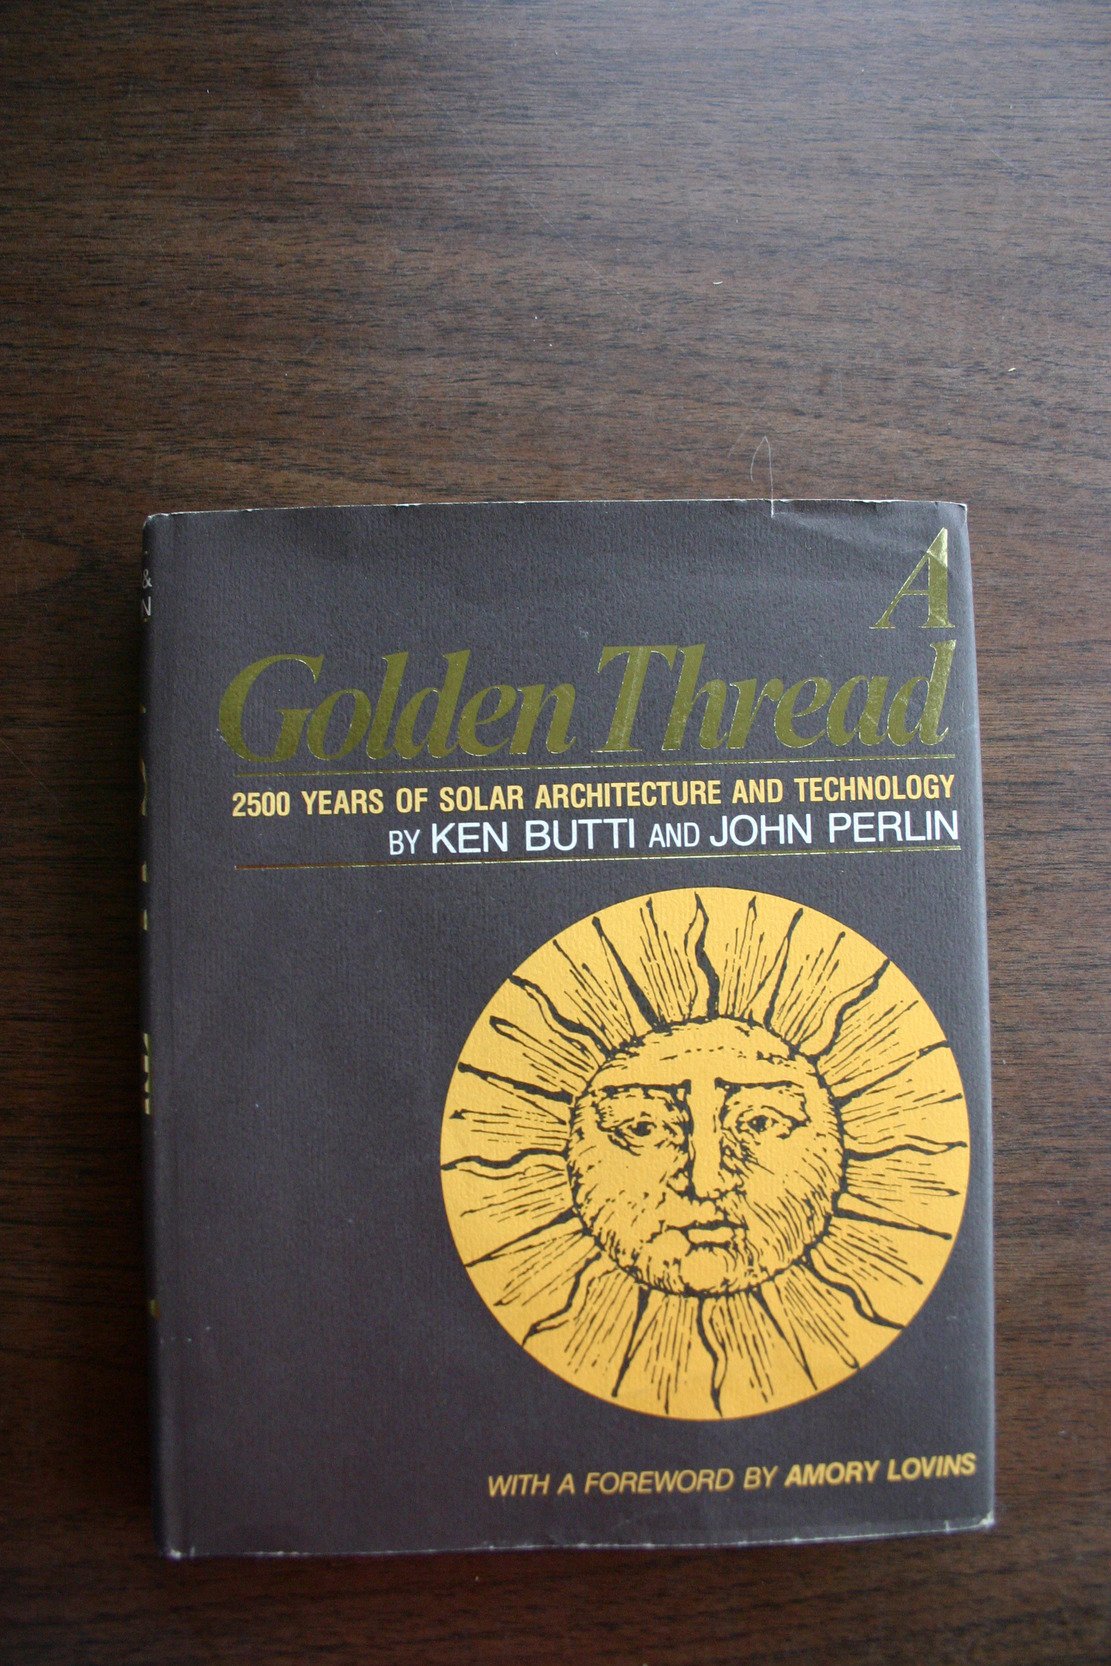 A
Golden Thread
2500 YEARS OF SOLAR ARCHITECTURE AND TECHNOLOGY
BY KEN BUTTI AND JOHN PERLIN
WITH A FOREWORD BY AMORY LOVINS
&
N